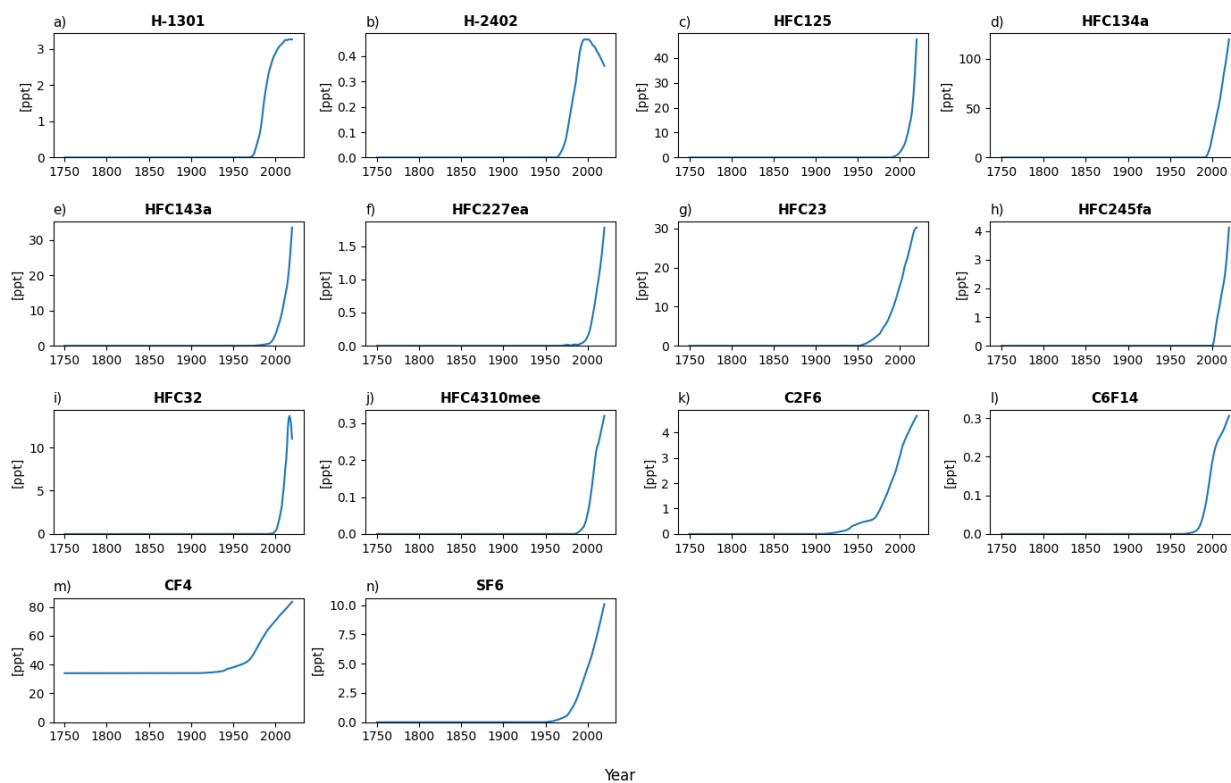 a) H-1301
[ppt]
3
2
1
0
1750 1800 1850 1900 1950 2000
b) H-2402
[ppt]
0.4
0.3
0.2
0.1
0.0
1750 1800 1850 1900 1950 2000
c) HFC125
[ppt]
40
30
20
10
0
1750 1800 1850 1900 1950 2000
d) HFC134a
[ppt]
100
50
0
1750 1800 1850 1900 1950 2000
e) HFC143a
[ppt]
30
20
10
0
1750 1800 1850 1900 1950 2000
f) HFC227ea
[ppt]
1.5
1.0
0.5
0.0
1750 1800 1850 1900 1950 2000
g) HFC23
[ppt]
30
20
10
0
1750 1800 1850 1900 1950 2000
h) HFC245fa
[ppt]
4
3
2
1
0
1750 1800 1850 1900 1950 2000
i) HFC32
[ppt]
10
5
0
1750 1800 1850 1900 1950 2000
j) HFC4310mee
[ppt]
0.3
0.2
0.1
0.0
1750 1800 1850 1900 1950 2000
k) C2F6
[ppt]
4
3
2
1
0
1750 1800 1850 1900 1950 2000
l) C6F14
[ppt]
0.3
0.2
0.1
0.0
1750 1800 1850 1900 1950 2000
m) CF4
[ppt]
80
60
40
20
0
1750 1800 1850 1900 1950 2000
n) SF6
[ppt]
10.0
7.5
5.0
2.5
0.0
1750 1800 1850 1900 1950 2000
Year